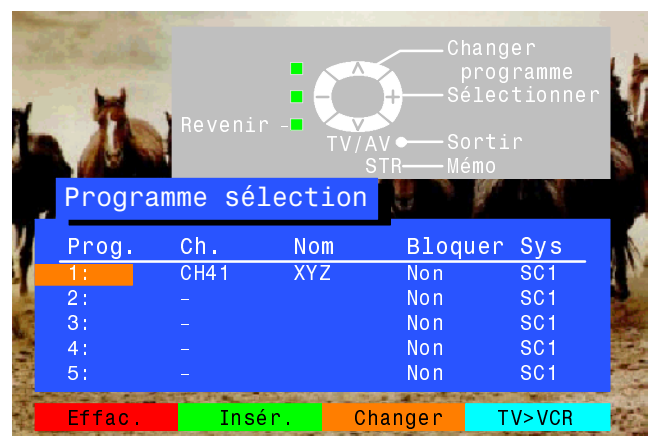 Changer
programme
Sélectionner
Revenir -
TV/AV Sortir
STR Mémo
Programme sélection
Prog. Ch. Nom Bloquer Sys
1: CH41 XYZ Non SC1
2: – Non SC1
3: – Non SC1
4: – Non SC1
5: – Non SC1
Effac. Insér. Changer TV>VCR